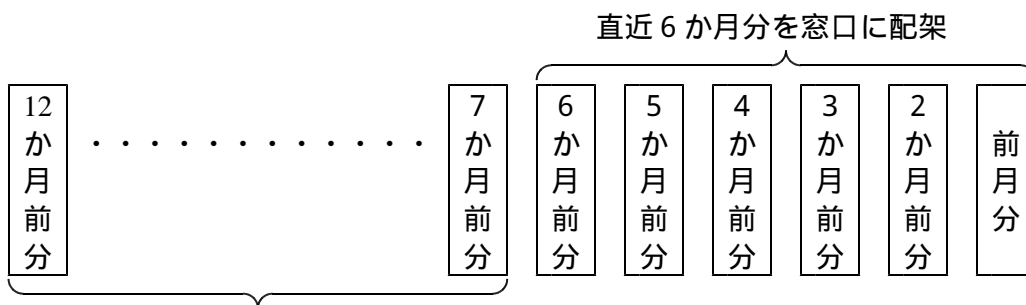 直近６か月分を窓口に配架
12か月前分
・・・・・・・・・・・・
７か月前分
６か月前分
５か月前分
４か月前分
３か月前分
２か月前分
前月分